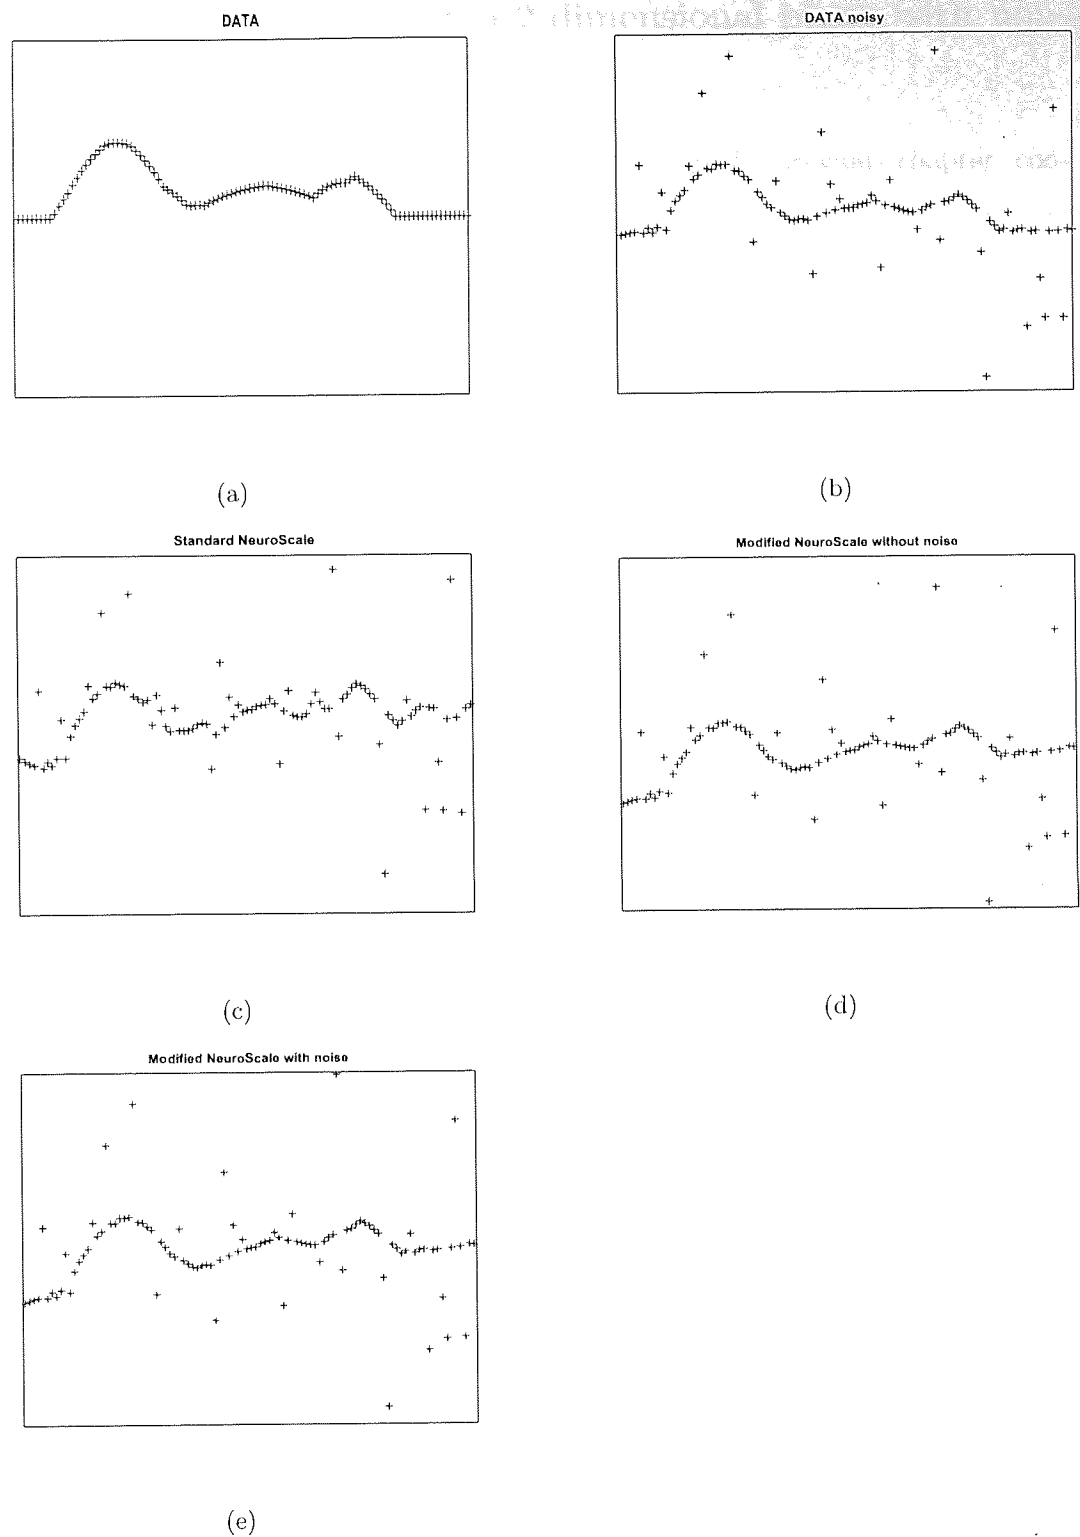 DATA
DATA noisy
(a)
(b)
Standard NeuroScale
Modified NeuroScale without noise
(c)
(d)
Modified NeuroScale with noise
(e)